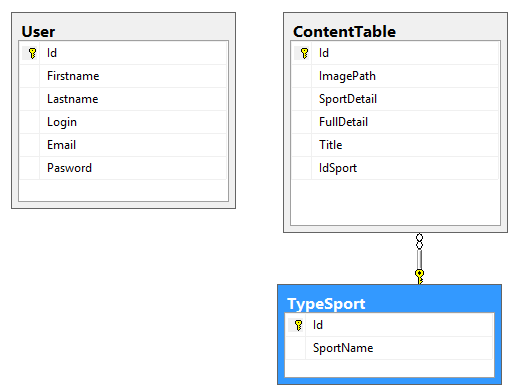 User
Id
Firstname
Lastname
Login
Email
Pasword
ContentTable
Id
ImagePath
SportDetail
FullDetail
Title
IdSport
TypeSport
Id
SportName